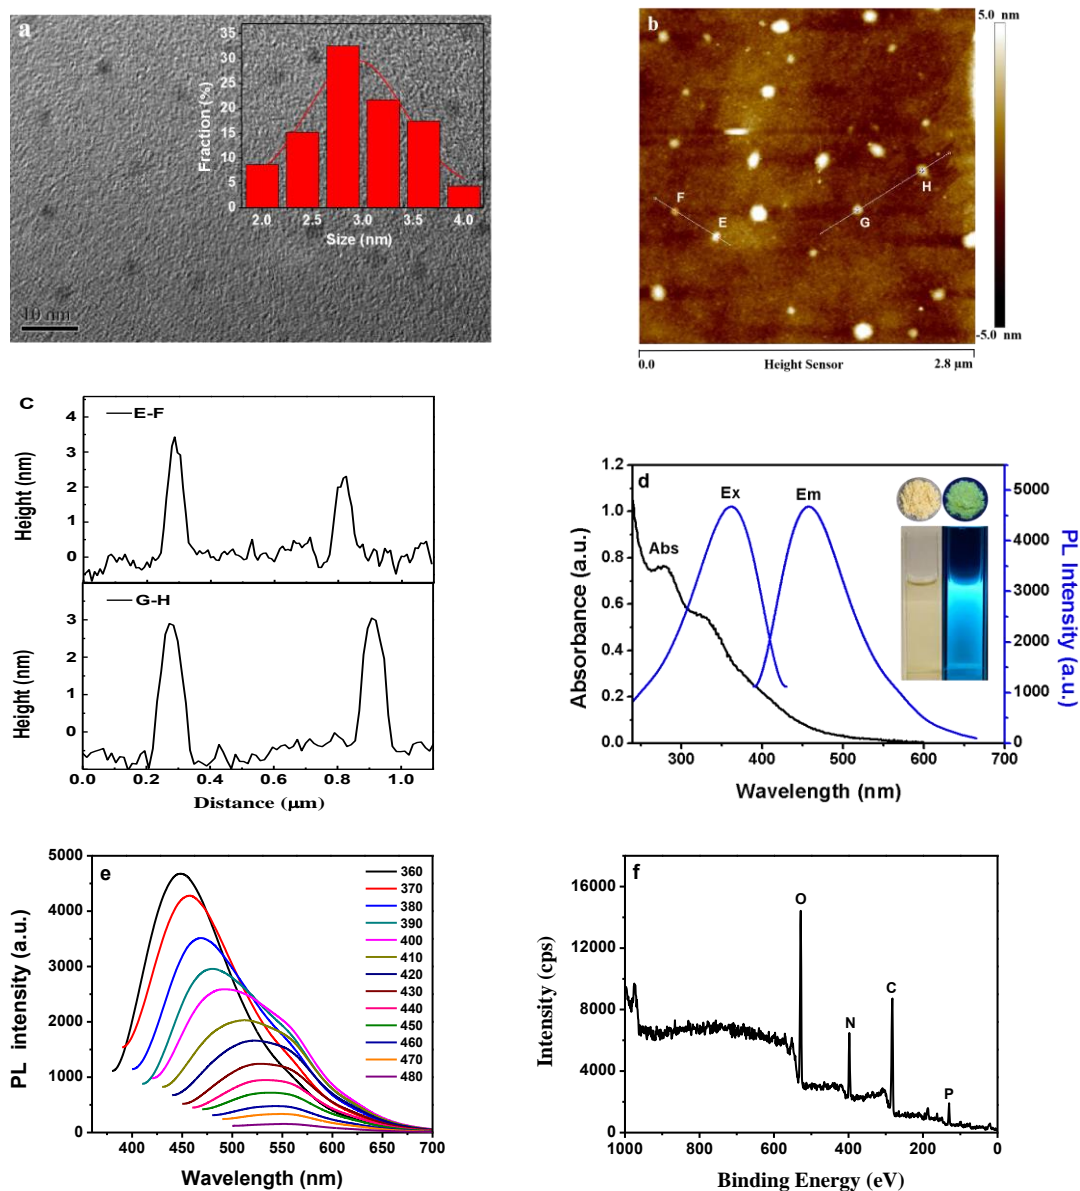 a
35
30
25
20
15
10
5
0
Fraction (%)
2.0 2.5 3.0 3.5 4.0
Size (nm)
10 nm
b
5.0 nm
F
E
G
H
-5.0 nm
0.0 Height Sensor 2.8 μm
C
E-F
4
3
2
1
0
Height (nm)
G-H
3
2
1
0
Height (nm)
0.0 0.2 0.4 0.6 0.8 1.0
Distance (μm)
d
1.2
1.0
0.8
0.6
0.4
0.2
0.0
Absorbance (a.u.)
Abs
Ex
Em
5000
4000
3000
2000
1000
0
PL Intensity (a.u.)
300 400 500 600 700
Wavelength (nm)
e
5000
4000
3000
2000
1000
0
PL intensity (a.u.)
360
370
380
390
400
410
420
430
440
450
460
470
480
400 450 500 550 600 650 700
Wavelength (nm)
f
16000
12000
8000
4000
0
Intensity (cps)
O
N
C
P
1000 800 600 400 200 0
Binding Energy (eV)